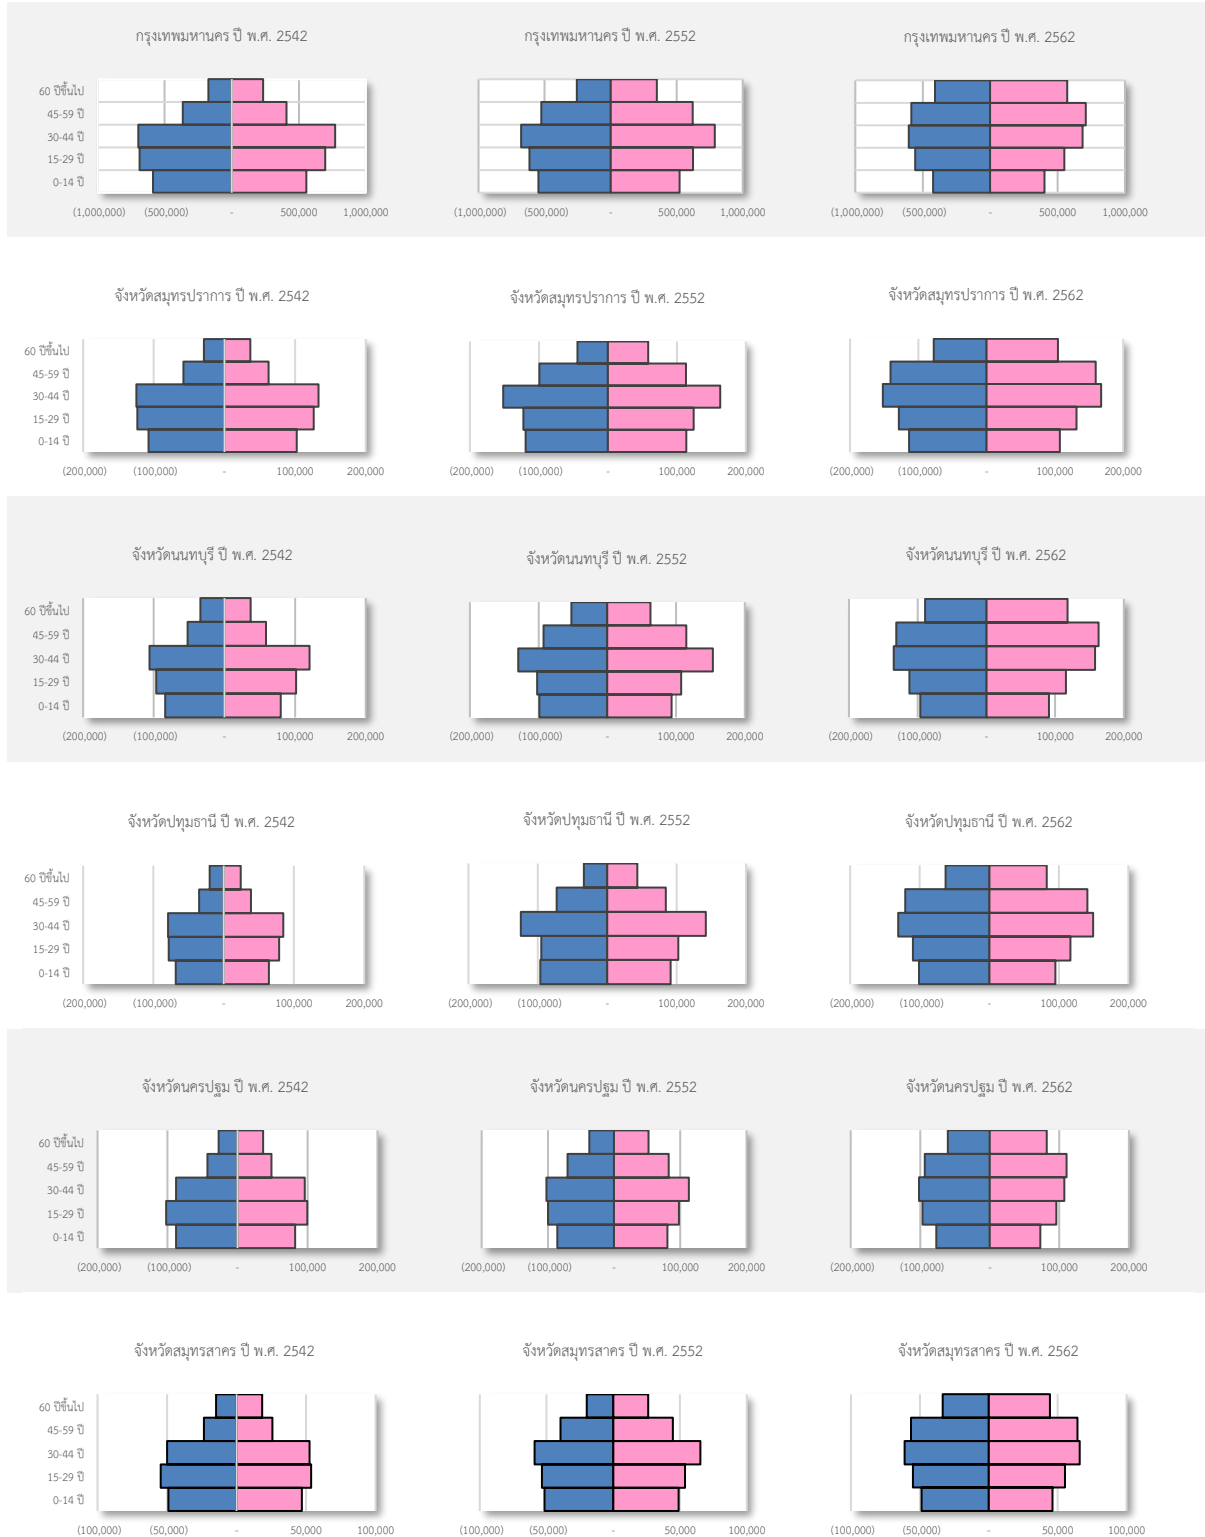 กรุงเทพมหานคร ปี พ.ศ. 2542
กรุงเทพมหานคร ปี พ.ศ. 2552
กรุงเทพมหานคร ปี พ.ศ. 2562
60 ปีขึ้นไป
45-59 ปี
30-44 ปี
15-29 ปี
0-14 ปี
(1,000,000) (500,000) - 500,000 1,000,000
(1,000,000) (500,000) - 500,000 1,000,000
(1,000,000) (500,000) - 500,000 1,000,000
จังหวัดสมุทรปราการ ปี พ.ศ. 2542
จังหวัดสมุทรปราการ ปี พ.ศ. 2552
จังหวัดสมุทรปราการ ปี พ.ศ. 2562
60 ปีขึ้นไป
45-59 ปี
30-44 ปี
15-29 ปี
0-14 ปี
(200,000) (100,000) - 100,000 200,000
(200,000) (100,000) - 100,000 200,000
(200,000) (100,000) - 100,000 200,000
จังหวัดนนทบุรี ปี พ.ศ. 2542
จังหวัดนนทบุรี ปี พ.ศ. 2552
จังหวัดนนทบุรี ปี พ.ศ. 2562
60 ปีขึ้นไป
45-59 ปี
30-44 ปี
15-29 ปี
0-14 ปี
(200,000) (100,000) - 100,000 200,000
(200,000) (100,000) - 100,000 200,000
(200,000) (100,000) - 100,000 200,000
จังหวัดปทุมธานี ปี พ.ศ. 2542
จังหวัดปทุมธานี ปี พ.ศ. 2552
จังหวัดปทุมธานี ปี พ.ศ. 2562
60 ปีขึ้นไป
45-59 ปี
30-44 ปี
15-29 ปี
0-14 ปี
(200,000) (100,000) - 100,000 200,000
(200,000) (100,000) - 100,000 200,000
(200,000) (100,000) - 100,000 200,000
จังหวัดนครปฐม ปี พ.ศ. 2542
จังหวัดนครปฐม ปี พ.ศ. 2552
จังหวัดนครปฐม ปี พ.ศ. 2562
60 ปีขึ้นไป
45-59 ปี
30-44 ปี
15-29 ปี
0-14 ปี
(200,000) (100,000) - 100,000 200,000
(200,000) (100,000) - 100,000 200,000
(200,000) (100,000) - 100,000 200,000
จังหวัดสมุทรสาคร ปี พ.ศ. 2542
จังหวัดสมุทรสาคร ปี พ.ศ. 2552
จังหวัดสมุทรสาคร ปี พ.ศ. 2562
60 ปีขึ้นไป
45-59 ปี
30-44 ปี
15-29 ปี
0-14 ปี
(100,000) (50,000) - 50,000 100,000
(100,000) (50,000) - 50,000 100,000
(100,000) (50,000) - 50,000 100,000